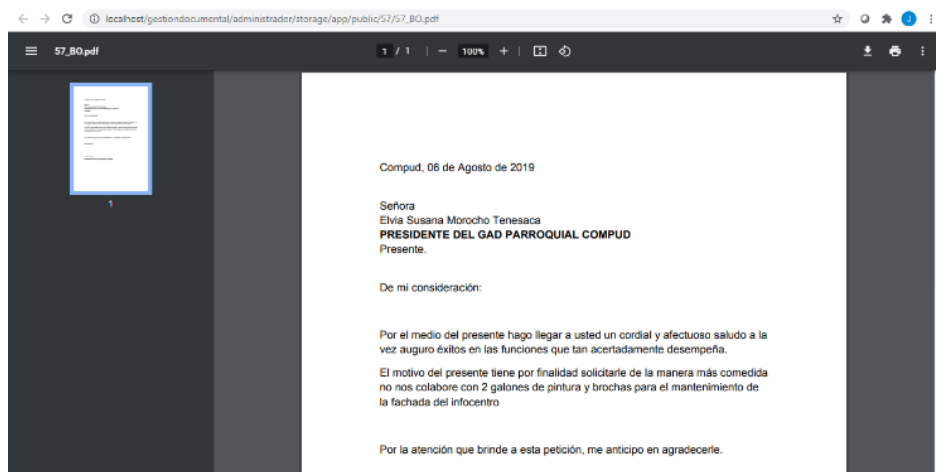 localhost/gestiondocumental/administrador/storage/app/public/57/57_BO.pdf
J
57_BO.pdf
1 / 1
100%
1
Compud, 06 de Agosto de 2019
Señora
Elvia Susana Morocho Tenesaca
PRESIDENTE DEL GAD PARROQUIAL COMPUD
Presente.
De mi consideración:
Por el medio del presente hago llegar a usted un cordial y afectuoso saludo a la
vez auguro éxitos en las funciones que tan acertadamente desempeña.
El motivo del presente tiene por finalidad solicitarle de la manera más comedida
no nos colabore con 2 galones de pintura y brochas para el mantenimiento de
la fachada del infocentro
Por la atención que brinde a esta petición, me anticipo en agradecerle.